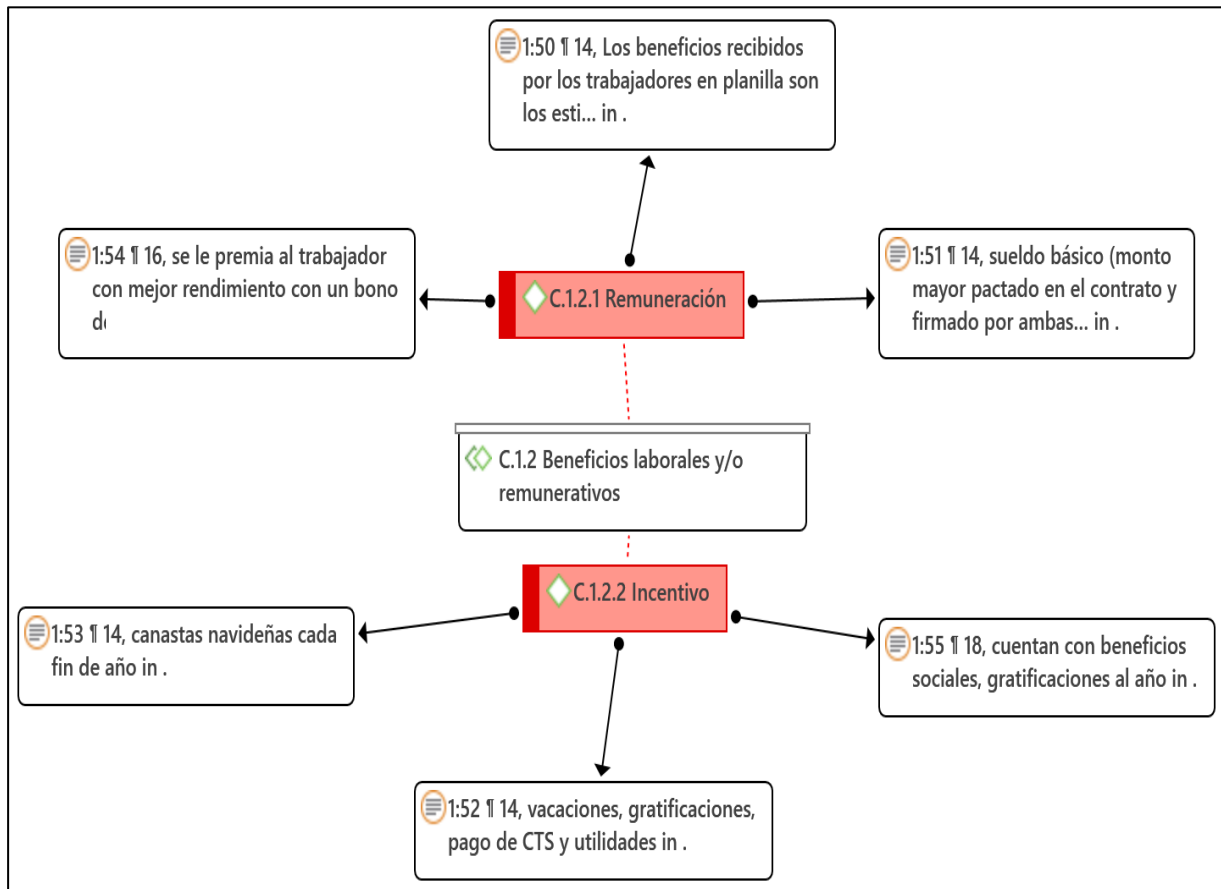 1:50 ¶ 14, Los beneficios recibidos
por los trabajadores en planilla son
los esti... in .
1:54 ¶ 16, se le premia al trabajador
con mejor rendimiento con un bono
1:51 ¶ 14, sueldo básico (monto
mayor pactado en el contrato y
firmado por ambas... in .
C.1.2.1 Remuneración
C.1.2 Beneficios laborales y/o
remunerativos
C.1.2.2 Incentivo
1:53 ¶ 14, canastas navideñas cada
fin de año in .
1:55 ¶ 18, cuentan con beneficios
sociales, gratificaciones al año in .
1:52 ¶ 14, vacaciones, gratificaciones,
pago de CTS y utilidades in .